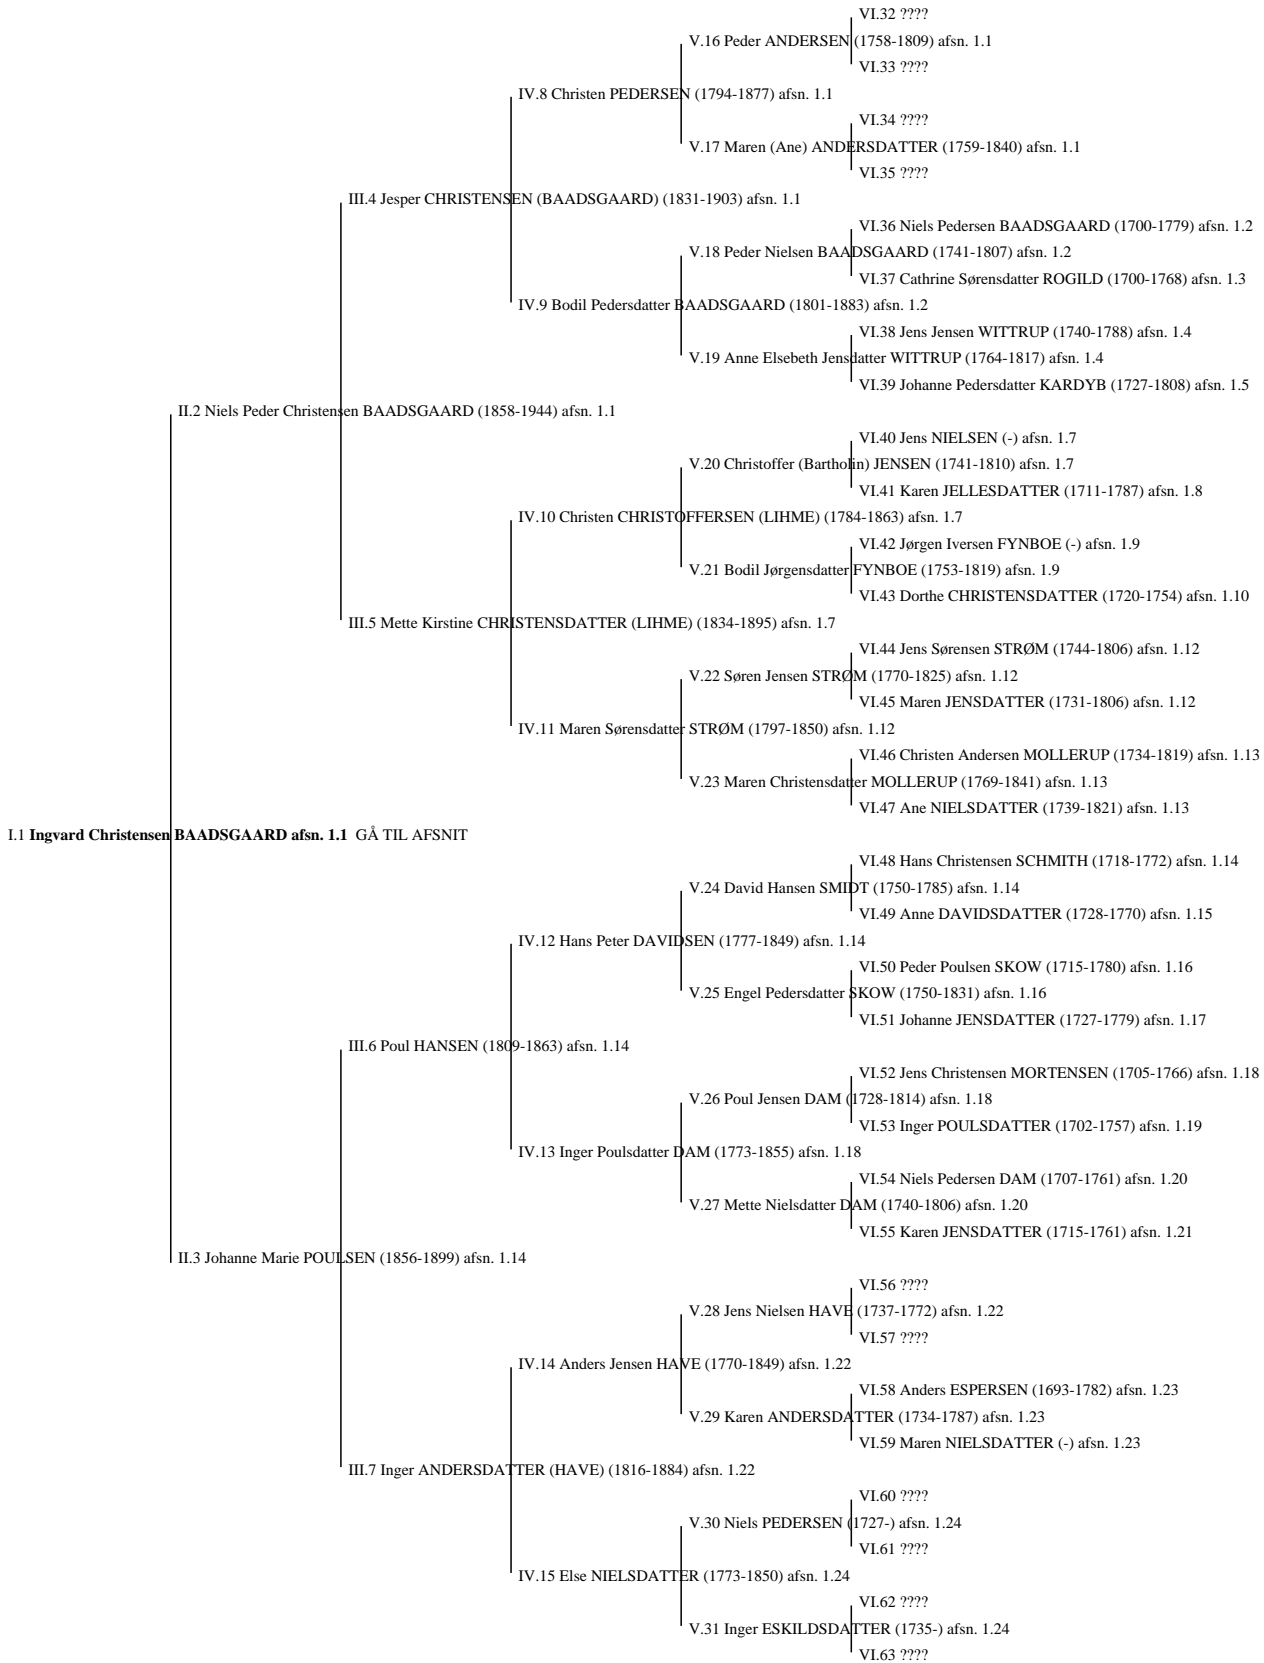 VI.32 ????
V.16 Peder ANDERSEN (1758-1809) afsn. 1.1
VI.33 ????
IV.8 Christen PEDERSEN (1794-1877) afsn. 1.1
VI.34 ????
V.17 Maren (Ane) ANDERSDATTER (1759-1840) afsn. 1.1
VI.35 ????
III.4 Jesper CHRISTENSEN (BAADSGAARD) (1831-1903) afsn. 1.1
VI.36 Niels Pedersen BAADSGAARD (1700-1779) afsn. 1.2
V.18 Peder Nielsen BAADSGAARD (1741-1807) afsn. 1.2
VI.37 Cathrine Sørensdatter ROGILD (1700-1768) afsn. 1.3
IV.9 Bodil Pedersdatter BAADSGAARD (1801-1883) afsn. 1.2
VI.38 Jens Jensen WITTRUP (1740-1788) afsn. 1.4
V.19 Anne Elsebeth Jensdatter WITTRUP (1764-1817) afsn. 1.4
VI.39 Johanne Pedersdatter KARDYB (1727-1808) afsn. 1.5
II.2 Niels Peder Christensen BAADSGAARD (1858-1944) afsn. 1.1
VI.40 Jens NIELSEN (-) afsn. 1.7
V.20 Christoffer (Bartholin) JENSEN (1741-1810) afsn. 1.7
VI.41 Karen JELLESDATTER (1711-1787) afsn. 1.8
IV.10 Christen CHRISTOFFERSEN (LIHME) (1784-1863) afsn. 1.7
VI.42 Jørgen Iversen FYNBOE (-) afsn. 1.9
V.21 Bodil Jørgensdatter FYNBOE (1753-1819) afsn. 1.9
VI.43 Dorthe CHRISTENSDATTER (1720-1754) afsn. 1.10
III.5 Mette Kirstine CHRISTENSDATTER (LIHME) (1834-1895) afsn. 1.7
VI.44 Jens Sørensen STRØM (1744-1806) afsn. 1.12
V.22 Søren Jensen STRØM (1770-1825) afsn. 1.12
VI.45 Maren JENSDATTER (1731-1806) afsn. 1.12
IV.11 Maren Sørensdatter STRØM (1797-1850) afsn. 1.12
VI.46 Christen Andersen MOLLERUP (1734-1819) afsn. 1.13
V.23 Maren Christensdatter MOLLERUP (1769-1841) afsn. 1.13
VI.47 Ane NIELSDATTER (1739-1821) afsn. 1.13
I.1 Ingvard Christensen BAADSGAARD afsn. 1.1 GÅ TIL AFSNIT
VI.48 Hans Christensen SCHMITH (1718-1772) afsn. 1.14
V.24 David Hansen SMIDT (1750-1785) afsn. 1.14
VI.49 Anne DAVIDSDATTER (1728-1770) afsn. 1.15
IV.12 Hans Peter DAVIDSEN (1777-1849) afsn. 1.14
VI.50 Peder Poulsen SKOW (1715-1780) afsn. 1.16
V.25 Engel Pedersdatter SKOW (1750-1831) afsn. 1.16
VI.51 Johanne JENSDATTER (1727-1779) afsn. 1.17
III.6 Poul HANSEN (1809-1863) afsn. 1.14
VI.52 Jens Christensen MORTENSEN (1705-1766) afsn. 1.18
V.26 Poul Jensen DAM (1728-1814) afsn. 1.18
VI.53 Inger POULSDATTER (1702-1757) afsn. 1.19
IV.13 Inger Poulsdatter DAM (1773-1855) afsn. 1.18
VI.54 Niels Pedersen DAM (1707-1761) afsn. 1.20
V.27 Mette Nielsdatter DAM (1740-1806) afsn. 1.20
VI.55 Karen JENSDATTER (1715-1761) afsn. 1.21
II.3 Johanne Marie POULSEN (1856-1899) afsn. 1.14
VI.56 ????
V.28 Jens Nielsen HAVE (1737-1772) afsn. 1.22
VI.57 ????
IV.14 Anders Jensen HAVE (1770-1849) afsn. 1.22
VI.58 Anders ESPERSEN (1693-1782) afsn. 1.23
V.29 Karen ANDERSDATTER (1734-1787) afsn. 1.23
VI.59 Maren NIELSDATTER (-) afsn. 1.23
III.7 Inger ANDERSDATTER (HAVE) (1816-1884) afsn. 1.22
VI.60 ????
V.30 Niels PEDERSEN (1727-) afsn. 1.24
VI.61 ????
IV.15 Else NIELSDATTER (1773-1850) afsn. 1.24
VI.62 ????
V.31 Inger ESKILDSDATTER (1735-) afsn. 1.24
VI.63 ????